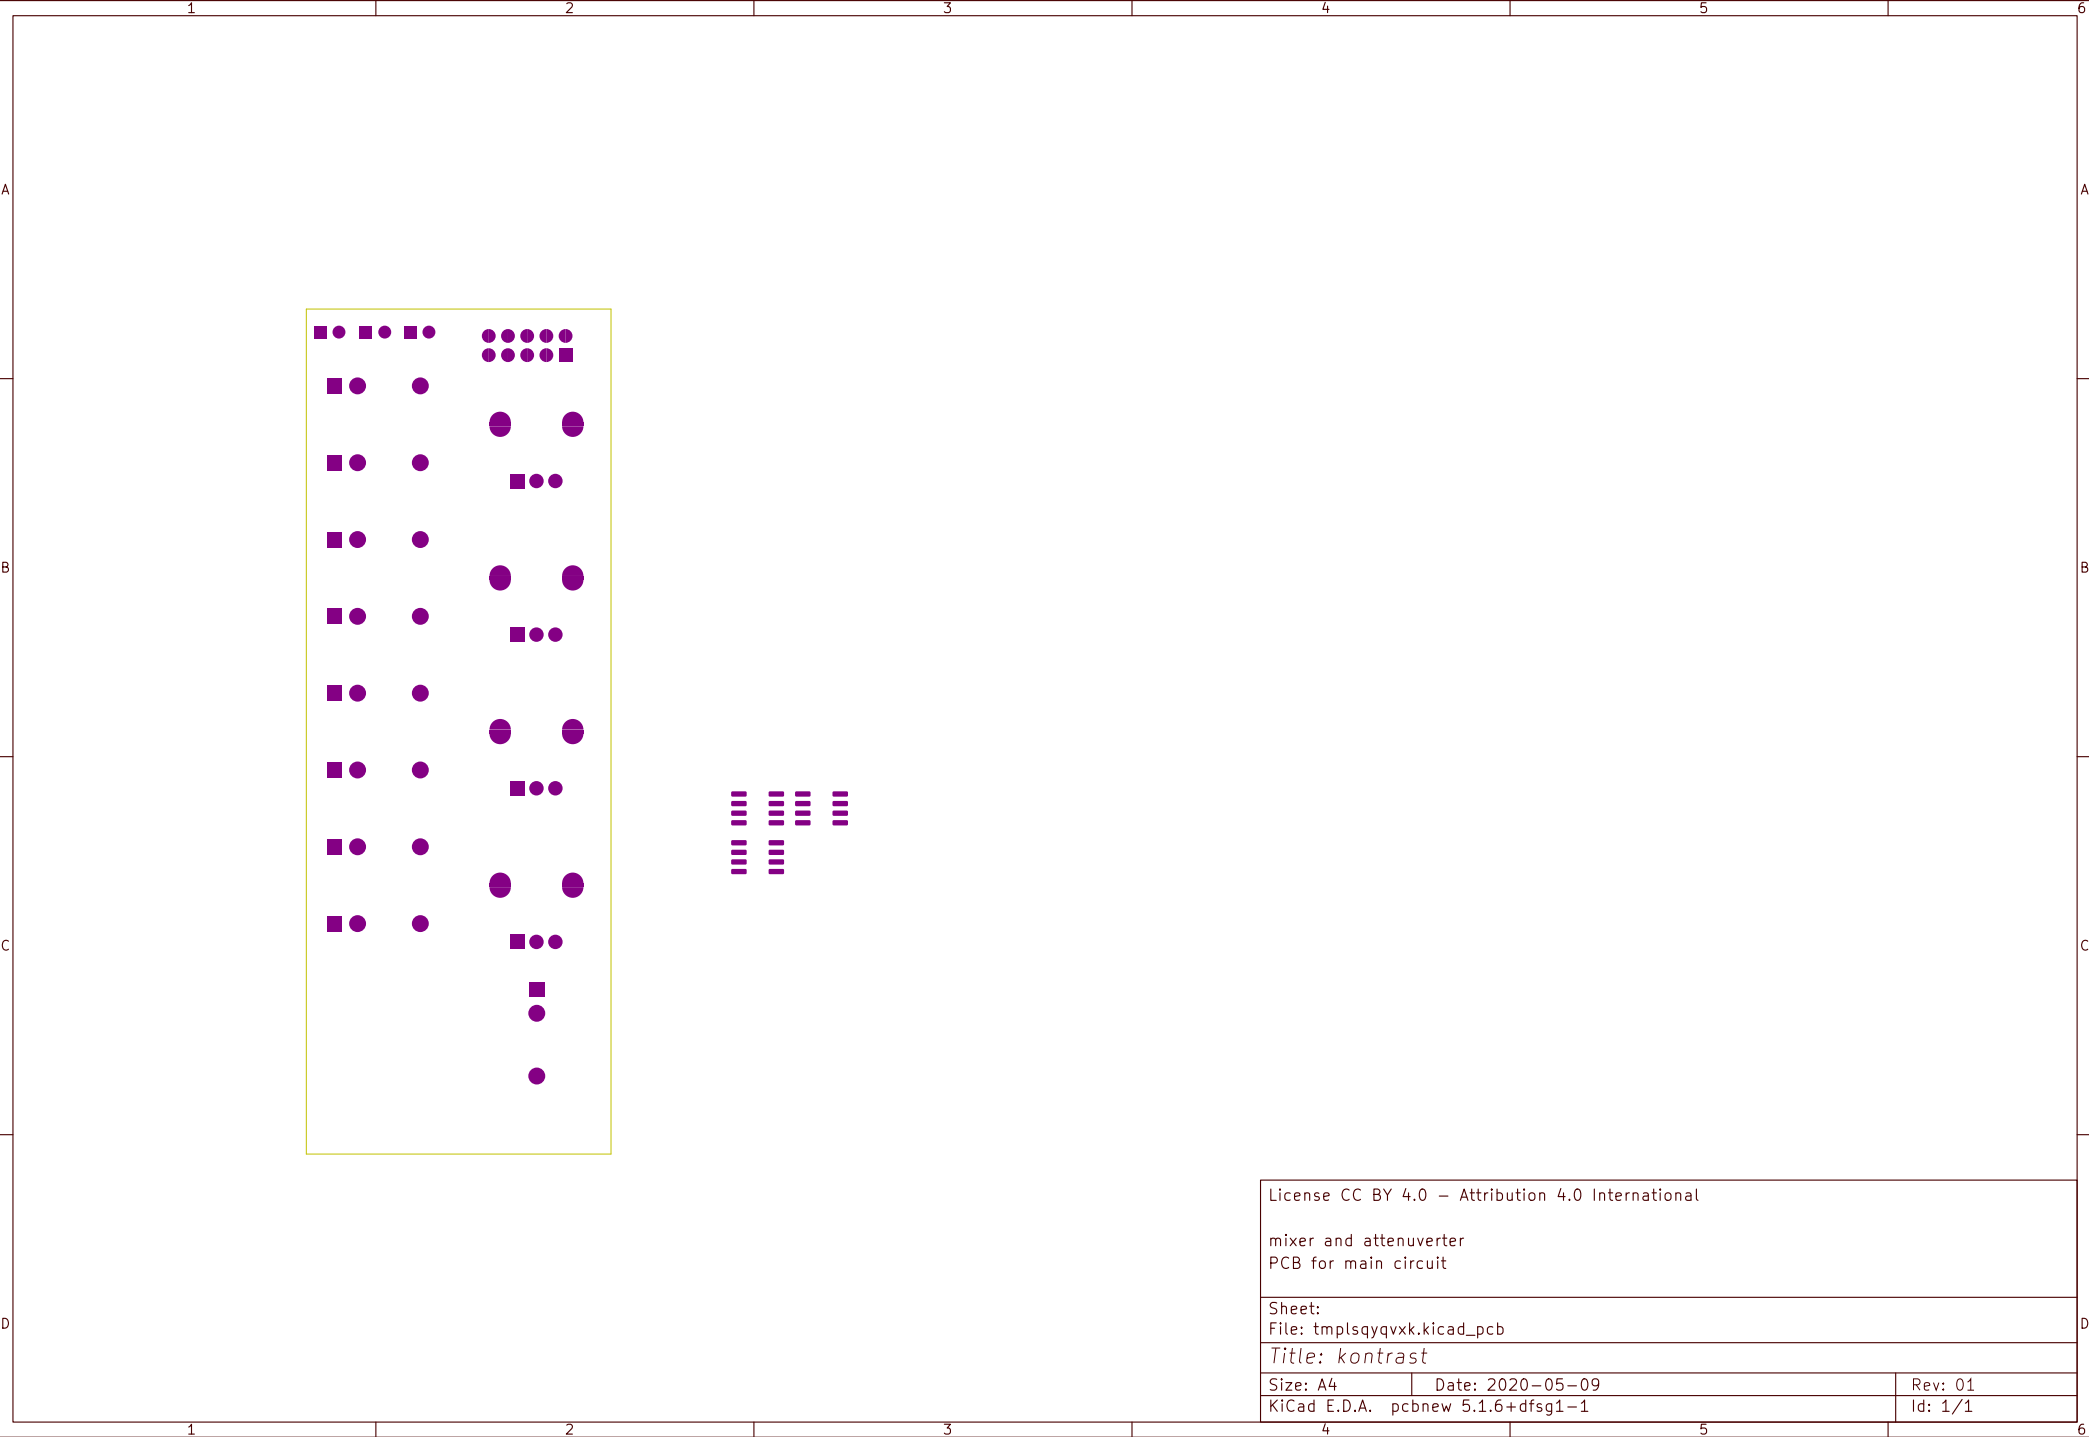 1 2 3 4 5 6
A A
B B
C C
License CC BY 4.0 – Attribution 4.0 International
mixer and attenuverter
PCB for main circuit
Sheet:
D D
File: tmplsqyqvxk.kicad_pcb
Title: kontrast
Size: A4 Date: 2020-05-09 Rev: 01
KiCad E.D.A. pcbnew 5.1.6+dfsg1-1 Id: 1/1
1 2 3 4 5 6